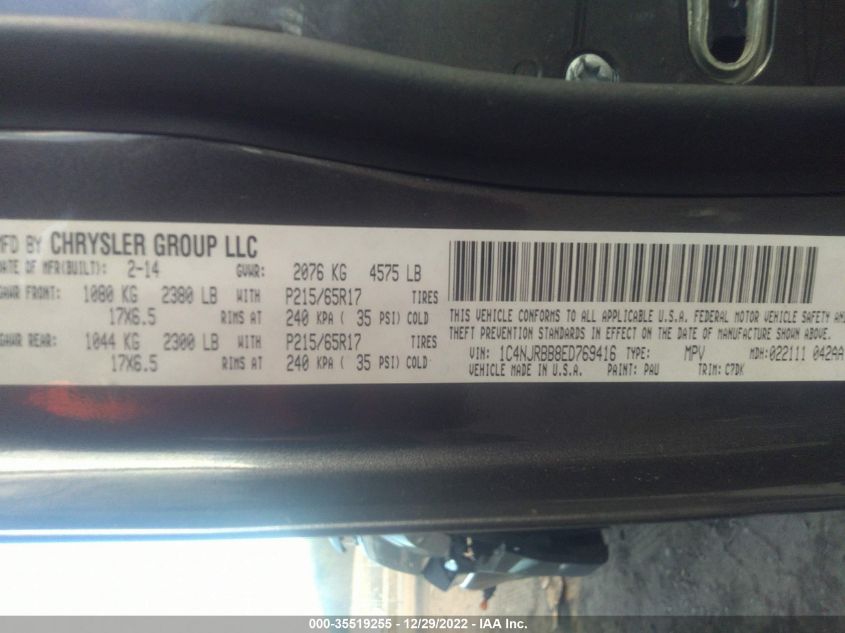 MFD BY CHRYSLER GROUP LLC
DATE OF MFR(BUILT): 2-14 GVWR: 2076 KG 4575 LB
GAWR FRONT: 1080 KG 2380 LB WITH P215/65R17 TIRES
17X6.5 RIMS AT 240 KPA ( 35 PSI) COLD
GAWR REAR: 1044 KG 2300 LB WITH P215/65R17 TIRES
17X6.5 RIMS AT 240 KPA ( 35 PSI) COLD
THIS VEHICLE CONFORMS TO ALL APPLICABLE U.S.A. FEDERAL MOTOR VEHICLE SAFETY AND
THEFT PREVENTION STANDARDS IN EFFECT ON THE DATE OF MANUFACTURE SHOWN ABOVE.
VIN: 1C4NJRBB8ED769416 TYPE: MPV MDH:022111 042AA
VEHICLE MADE IN U.S.A. PAINT: PAU TRIM: C7DK
000-35519255 - 12/29/2022 - IAA Inc.